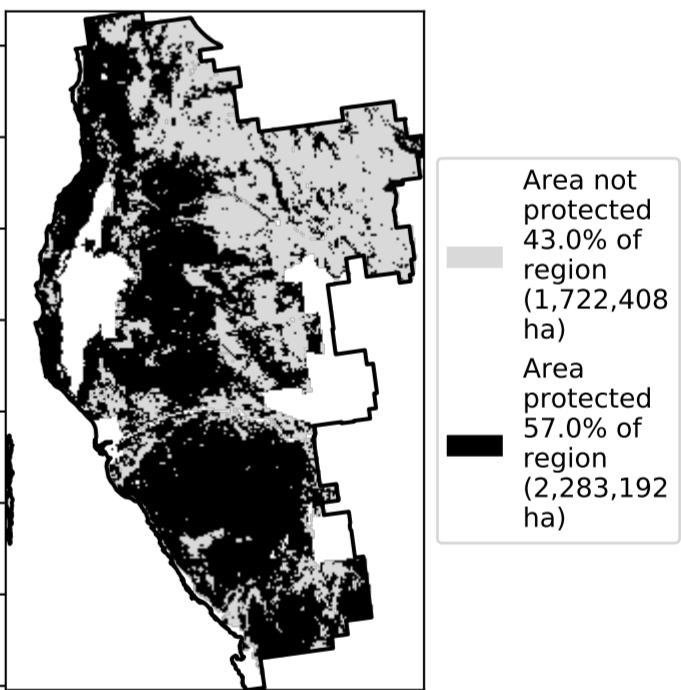 Area not
protected
43.0% of
region
(1,722,408
ha)
Area
protected
57.0% of
region
(2,283,192
ha)